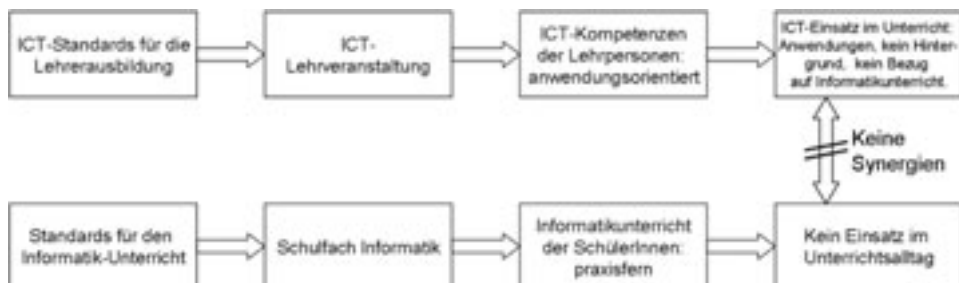 ICT-Standards für die
Lehrerausbildung
ICT-
Lehrveranstaltung
ICT-Kompetenzen
der Lehrpersonen:
anwendungsorientiert
ICT-Einsatz im Unterricht:
Anwendungen, kein Hinter-
grund, kein Bezug
auf Informatikunterricht.
Keine
Synergien
Standards für den
Informatik-Unterricht
Schulfach Informatik
Informatikunterricht
der SchülerInnen:
praxisfern
Kein Einsatz im
Unterrichtsalltag